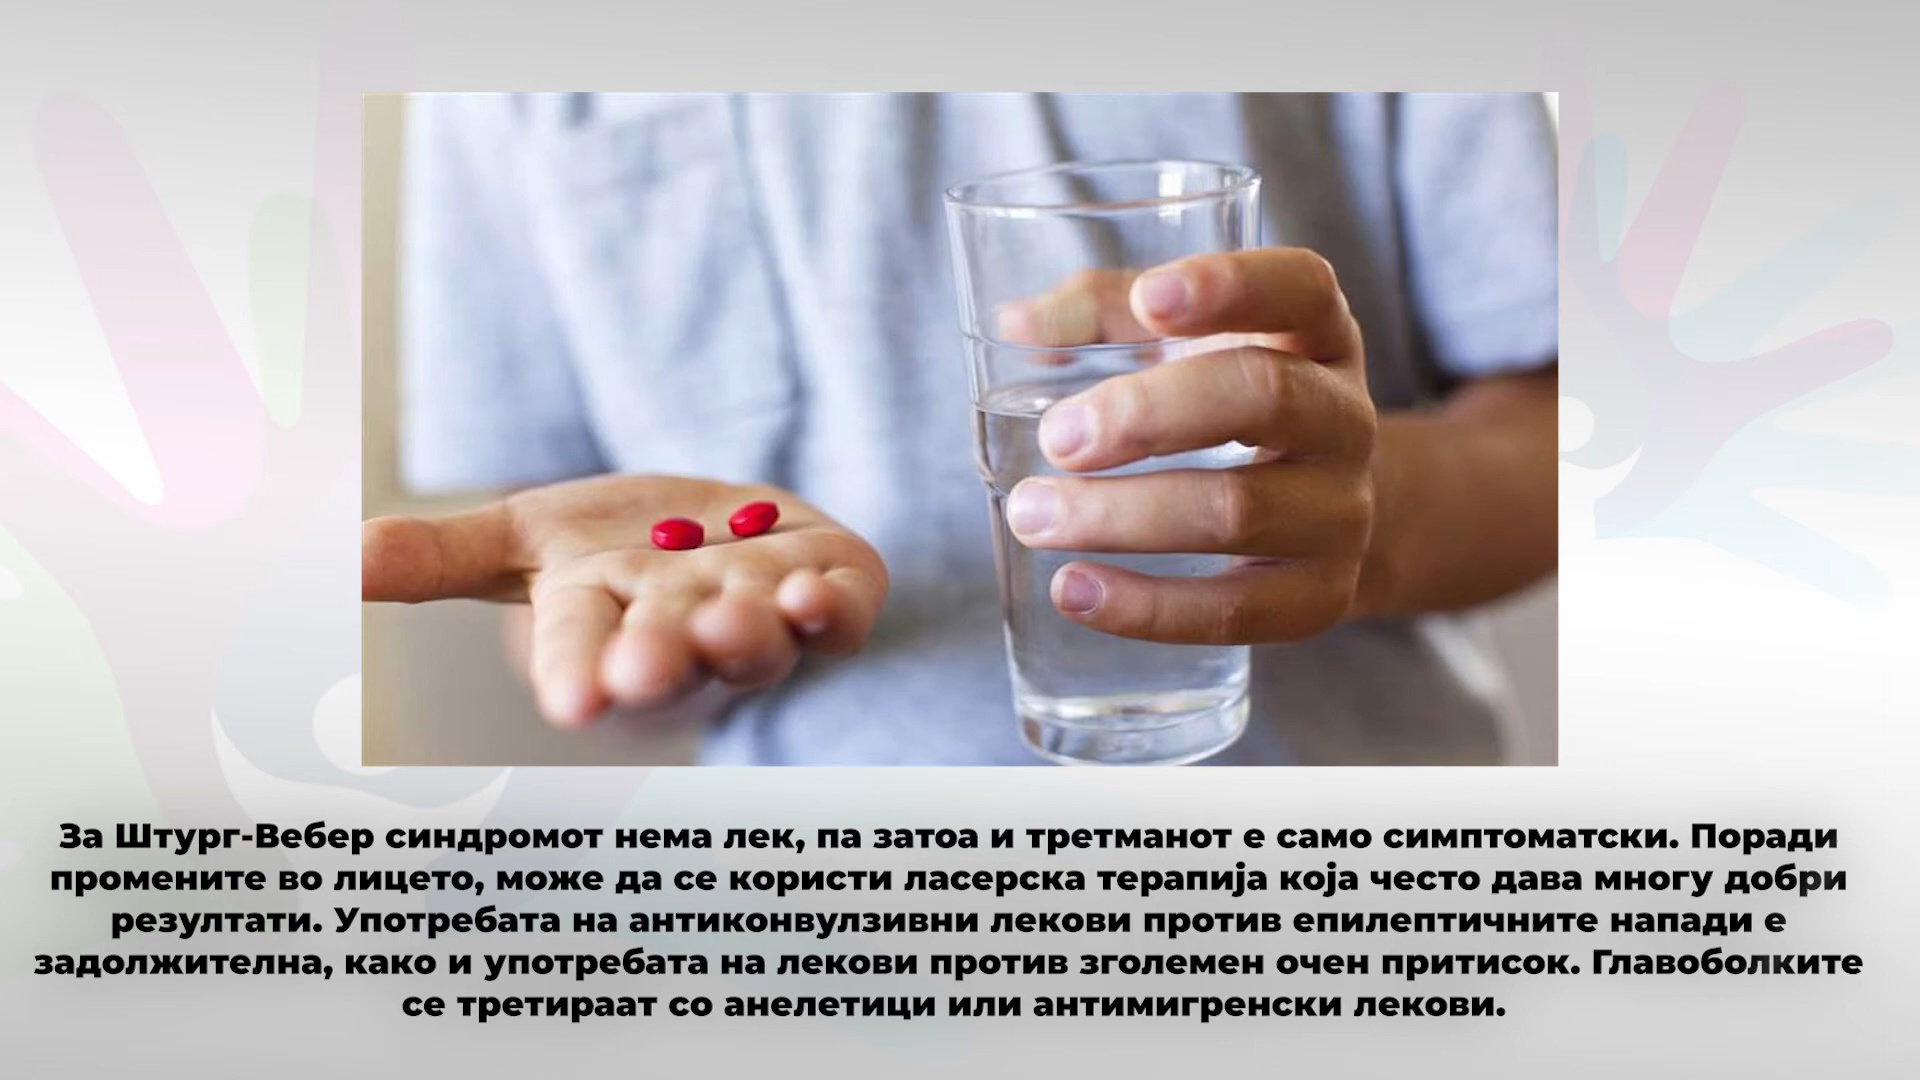 За Штург-Вебер синдромот нема лек, па затоа и третманот е само симптоматски. Поради
промените во лицето, може да се користи ласерска терапија која често дава многу добри
резултати. Употребата на антиконвулзивни лекови против епилептичните напади е
задолжителна, како и употребата на лекови против зголемен очен притисок. Главоболките
се третираат со анелетици или антимигренски лекови.